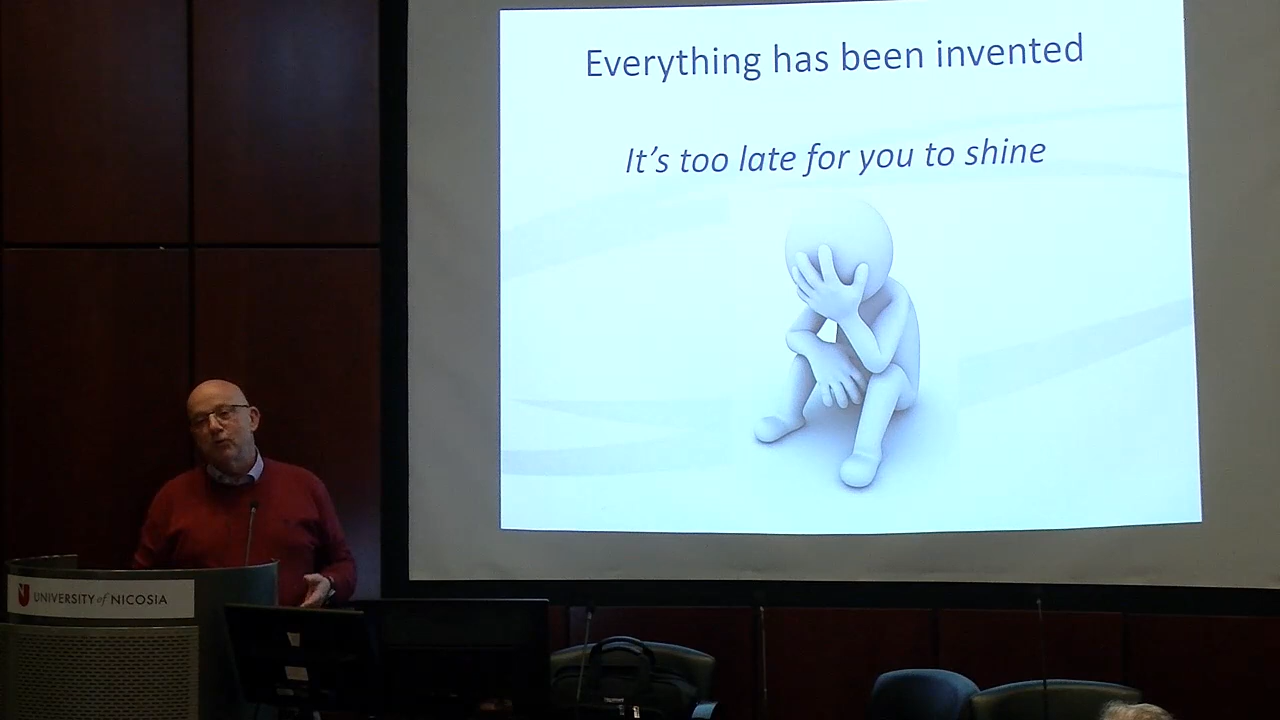 Everything has been invented
It's too late for you to shine
UNIVERSITY of NICOSIA